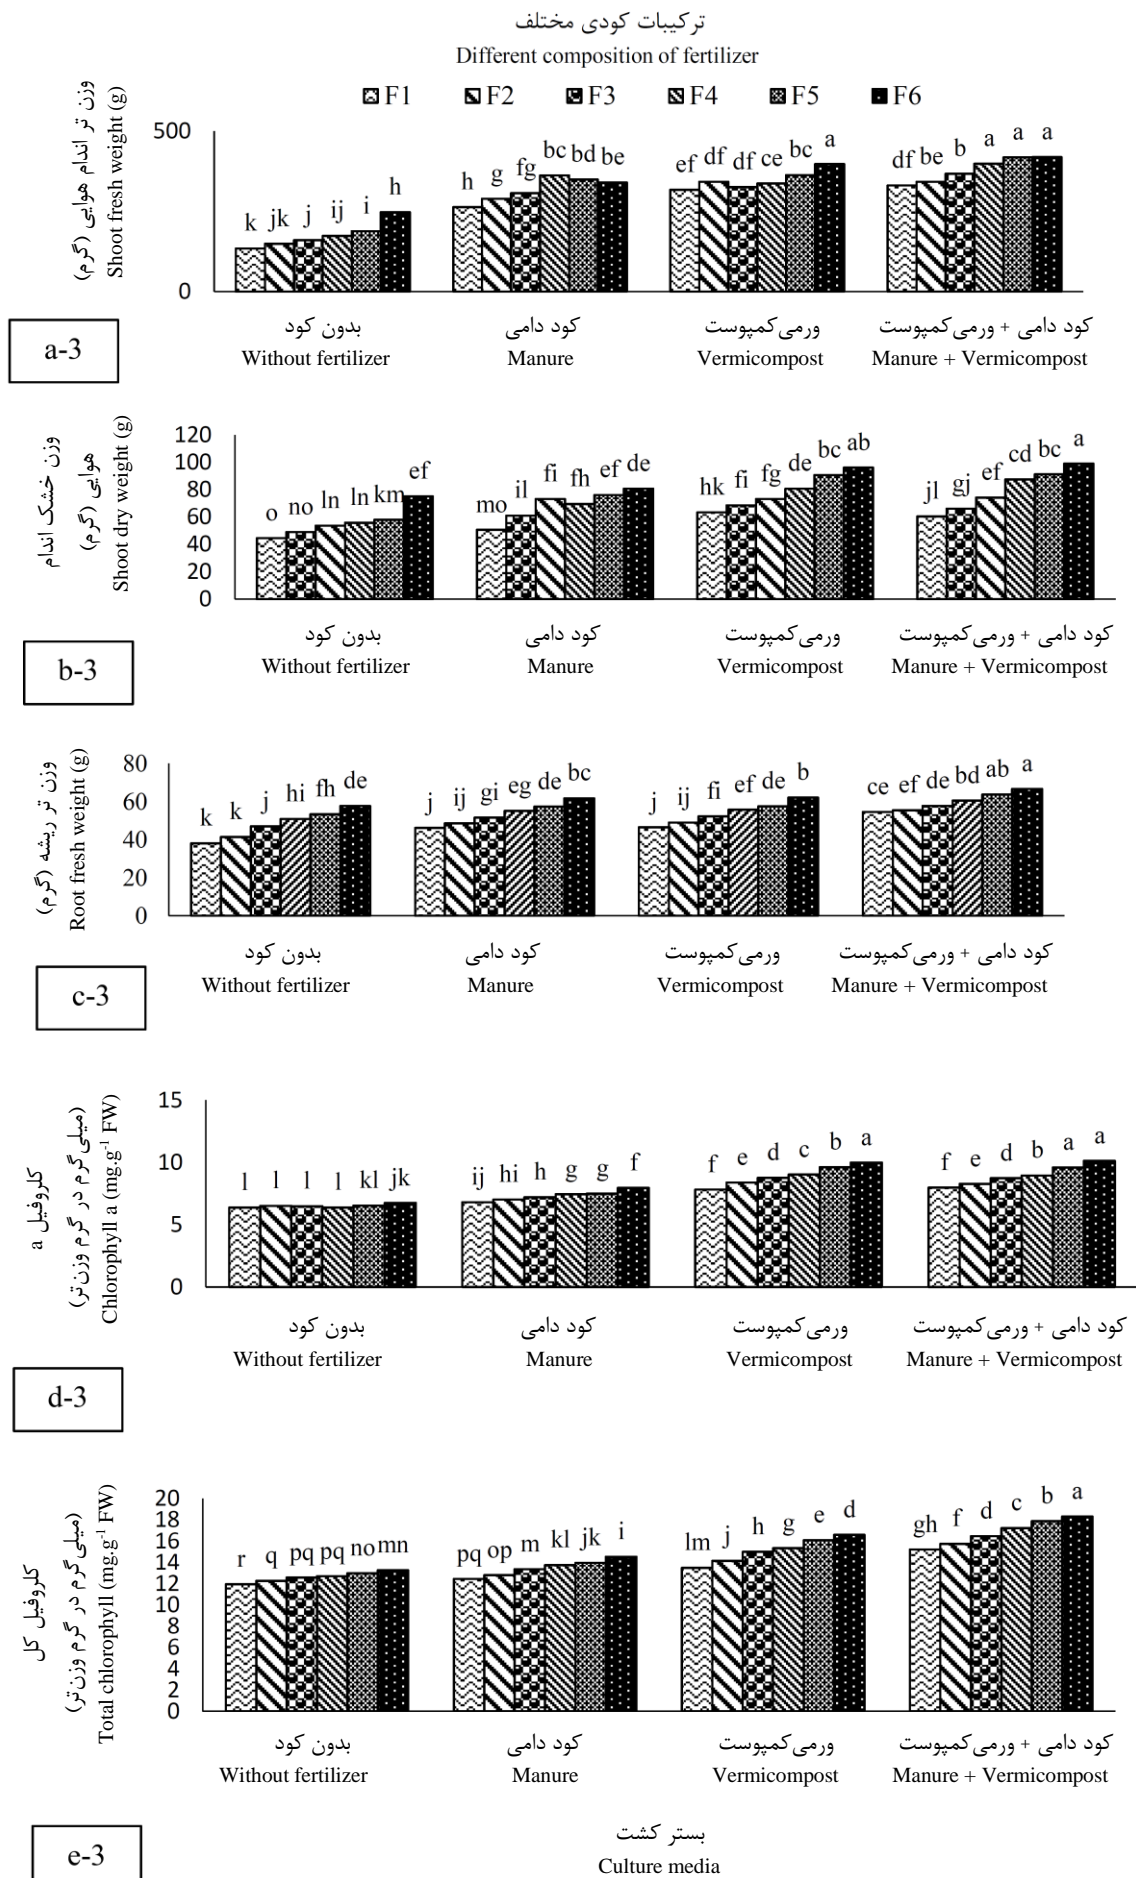 ترکیبات کودی مختلف
Different composition of fertilizer
F1 F2 F3 F4 F5 F6
وزن تر اندام هوایی (گرم)
Shoot fresh weight (g)
500
0
k jk j ij i h
h g fg bc bd be
ef df df ce bc a
df be b a a a
بدون کود
Without fertilizer
کود دامی
Manure
ورمی‌کمپوست
Vermicompost
کود دامی + ورمی‌کمپوست
Manure + Vermicompost
a-3
وزن خشک اندام
هوایی (گرم)
Shoot dry weight (g)
120
100
80
60
40
20
0
o no ln ln km ef
mo il fi fh ef de
hk fi fg de bc ab
jl gj ef cd bc a
بدون کود
Without fertilizer
کود دامی
Manure
ورمی‌کمپوست
Vermicompost
کود دامی + ورمی‌کمپوست
Manure + Vermicompost
b-3
وزن تر ریشه (گرم)
Root fresh weight (g)
80
60
40
20
0
k k j hi fh de
j ij gi eg de bc
j ij fi ef de b
ce ef de bd ab a
بدون کود
Without fertilizer
کود دامی
Manure
ورمی‌کمپوست
Vermicompost
کود دامی + ورمی‌کمپوست
Manure + Vermicompost
c-3
کلروفیل a
(میلی‌گرم در گرم وزن‌تر)
Chlorophyll a (mg.g⁻¹ FW)
15
10
5
0
l l l l kl jk
ij hi h g g f
f e d c b a
f e d b a a
بدون کود
Without fertilizer
کود دامی
Manure
ورمی‌کمپوست
Vermicompost
کود دامی + ورمی‌کمپوست
Manure + Vermicompost
d-3
کلروفیل کل
(میلی‌گرم در گرم وزن‌تر)
Total chlorophyll (mg.g⁻¹ FW)
20
18
16
14
12
10
8
6
4
2
0
r q pq pq no mn
pq op m kl jk i
lm j h g e d
gh f d c b a
بدون کود
Without fertilizer
کود دامی
Manure
ورمی‌کمپوست
Vermicompost
کود دامی + ورمی‌کمپوست
Manure + Vermicompost
e-3
بستر کشت
Culture media